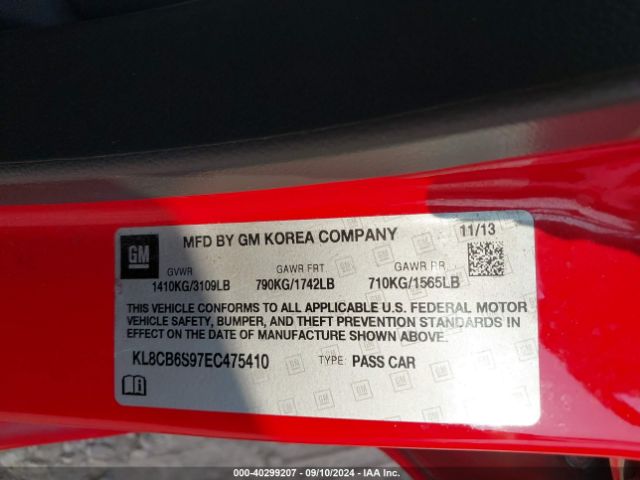 GM
MFD BY GM KOREA COMPANY
11/13
GVWR GAWR FRT GAWR RR
1410KG/3109LB 790KG/1742LB 710KG/1565LB
THIS VEHICLE CONFORMS TO ALL APPLICABLE U.S. FEDERAL MOTOR
VEHICLE SAFETY, BUMPER, AND THEFT PREVENTION STANDARDS IN
EFFECT ON THE DATE OF MANUFACTURE SHOWN ABOVE.
KL8CB6S97EC475410 TYPE: PASS CAR
000-40299207 - 09/10/2024 - IAA Inc.